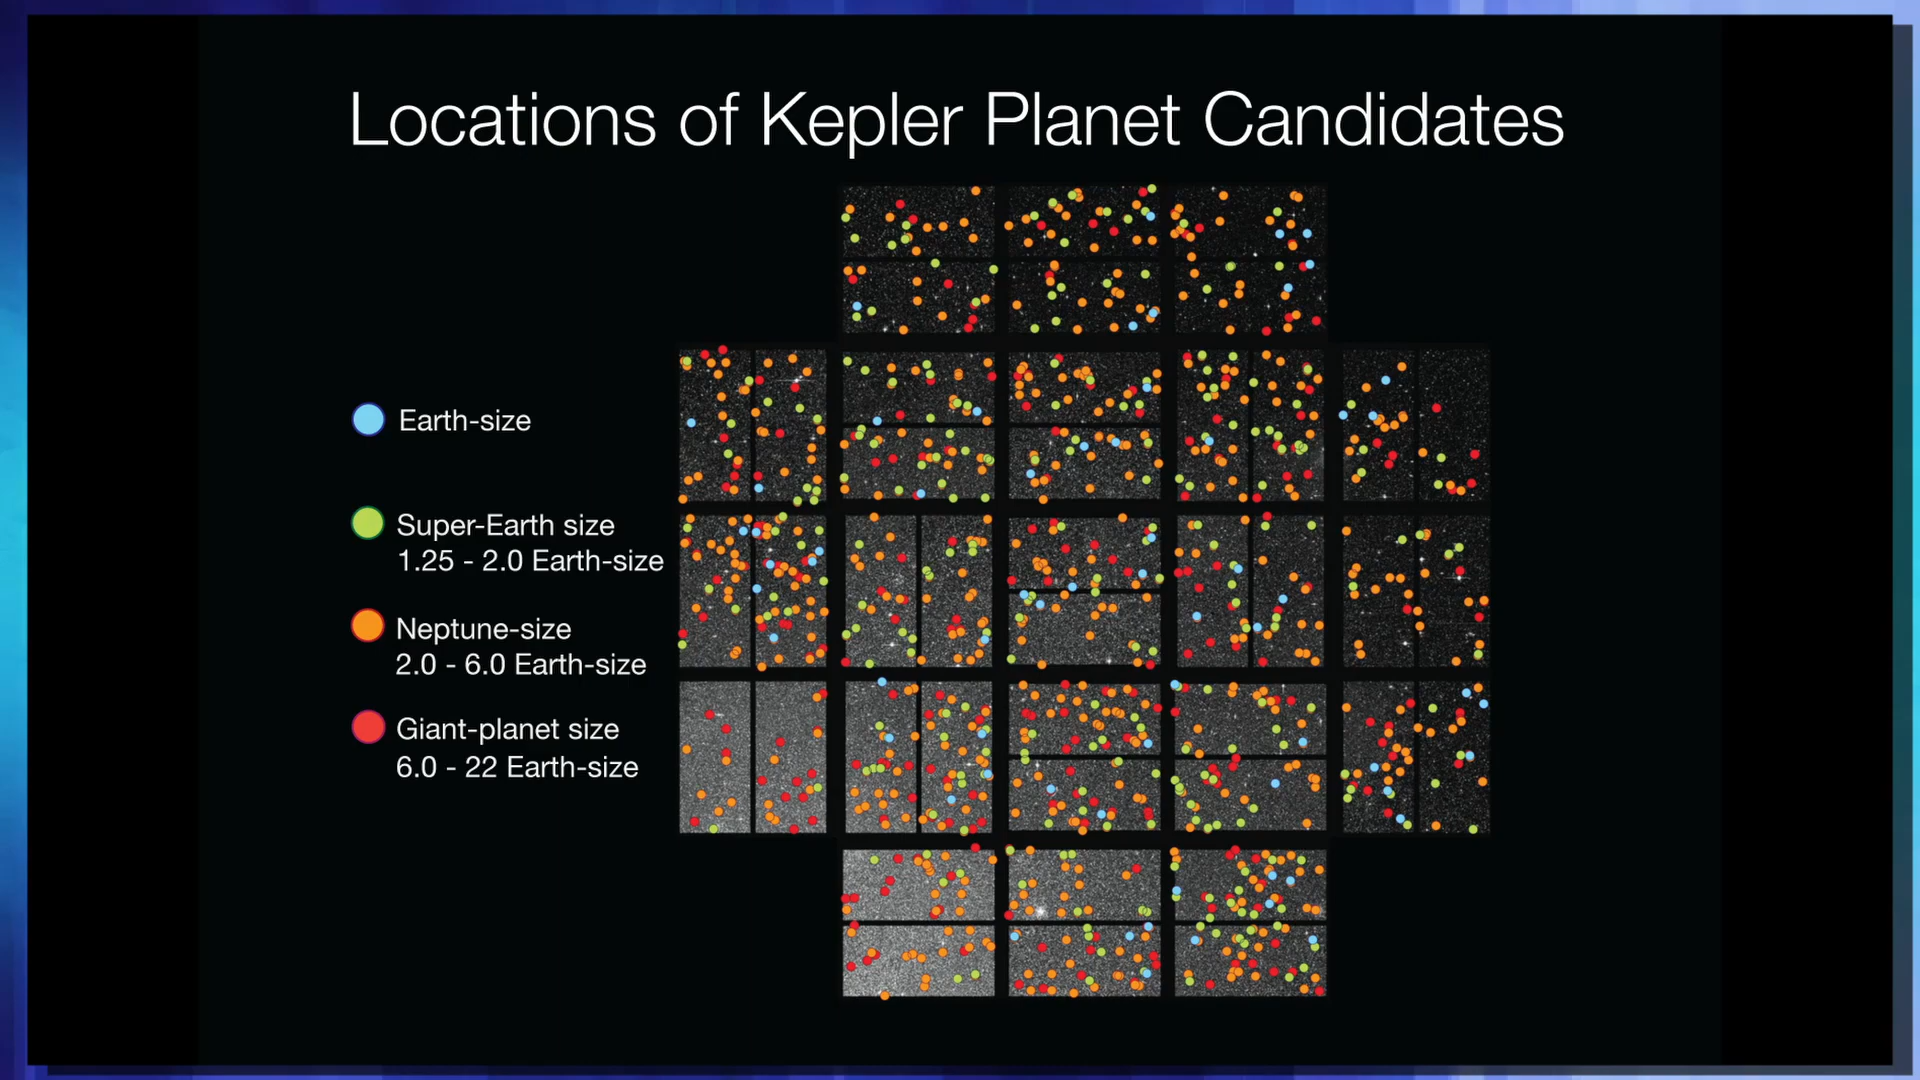 Locations of Kepler Planet Candidates
Earth-size
Super-Earth size
1.25 - 2.0 Earth-size
Neptune-size
2.0 - 6.0 Earth-size
Giant-planet size
6.0 - 22 Earth-size